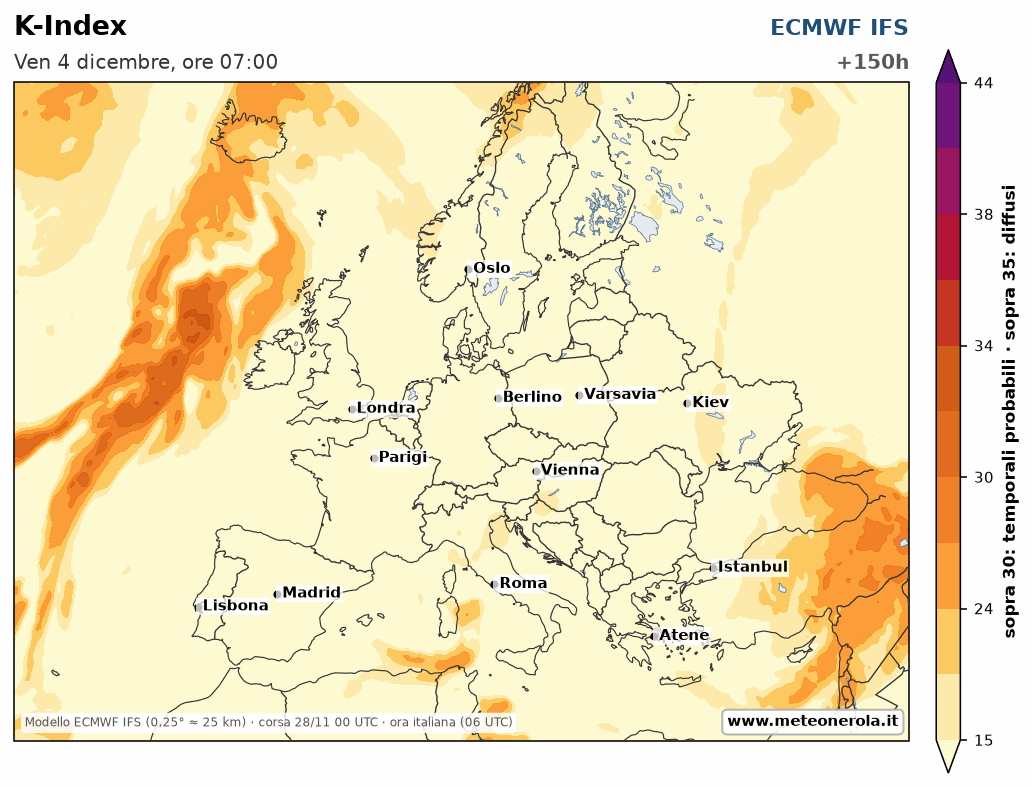 K-Index
ECMWF IFS
Ven 4 dicembre, ore 07:00
+150h
44
38
34
30
24
15
sopra 30: temporali probabili · sopra 35: diffusi
Oslo
Berlino
Varsavia
Kiev
Londra
Parigi
Vienna
Istanbul
Roma
Madrid
Lisbona
Atene
Modello ECMWF IFS (0,25° ≈ 25 km) · corsa 28/11 00 UTC · ora italiana (06 UTC)
www.meteonerola.it